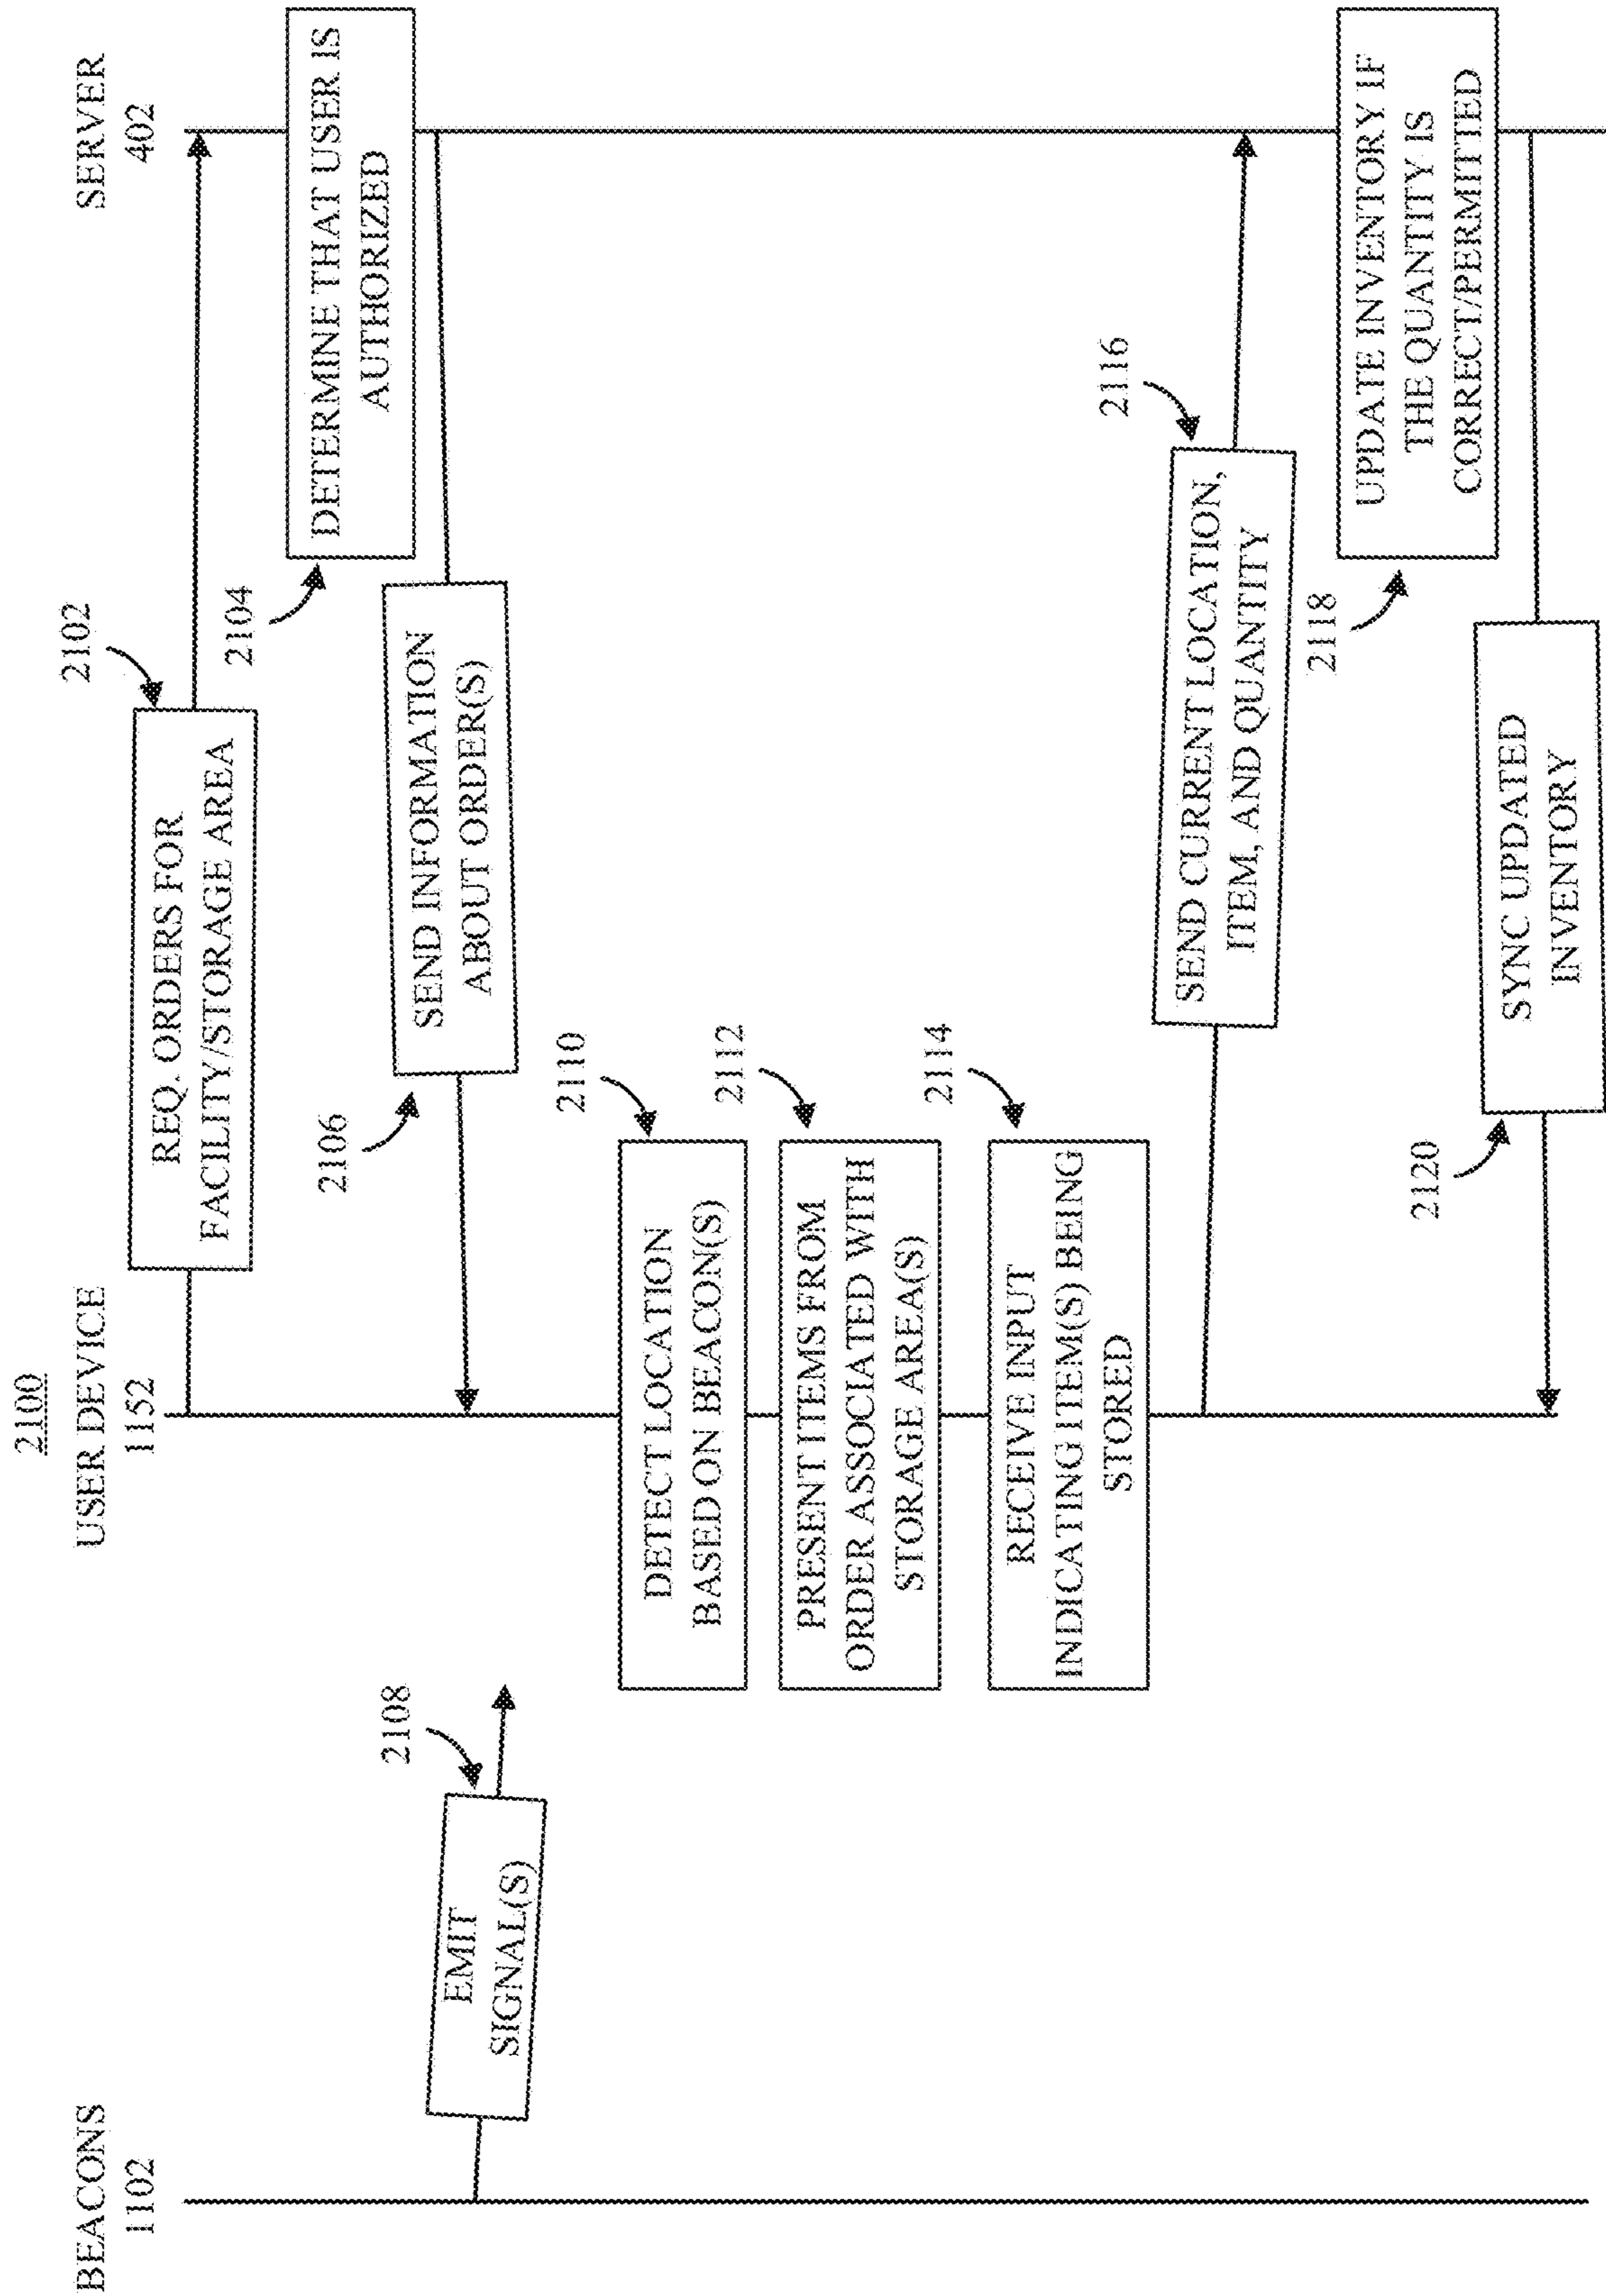 2100
BEACONS
1102
USER DEVICE
1152
SERVER
402
2102
REQ. ORDERS FOR
FACILITY/STORAGE AREA
2104
DETERMINE THAT USER IS
AUTHORIZED
2106
SEND INFORMATION
ABOUT ORDER(S)
2108
EMIT
SIGNAL(S)
2110
DETECT LOCATION
BASED ON BEACON(S)
2112
PRESENT ITEMS FROM
ORDER ASSOCIATED WITH
STORAGE AREA(S)
2114
RECEIVE INPUT
INDICATING ITEM(S) BEING
STORED
2116
SEND CURRENT LOCATION,
ITEM, AND QUANTITY
2118
UPDATE INVENTORY IF
THE QUANTITY IS
CORRECT/PERMITTED
2120
SYNC UPDATED
INVENTORY